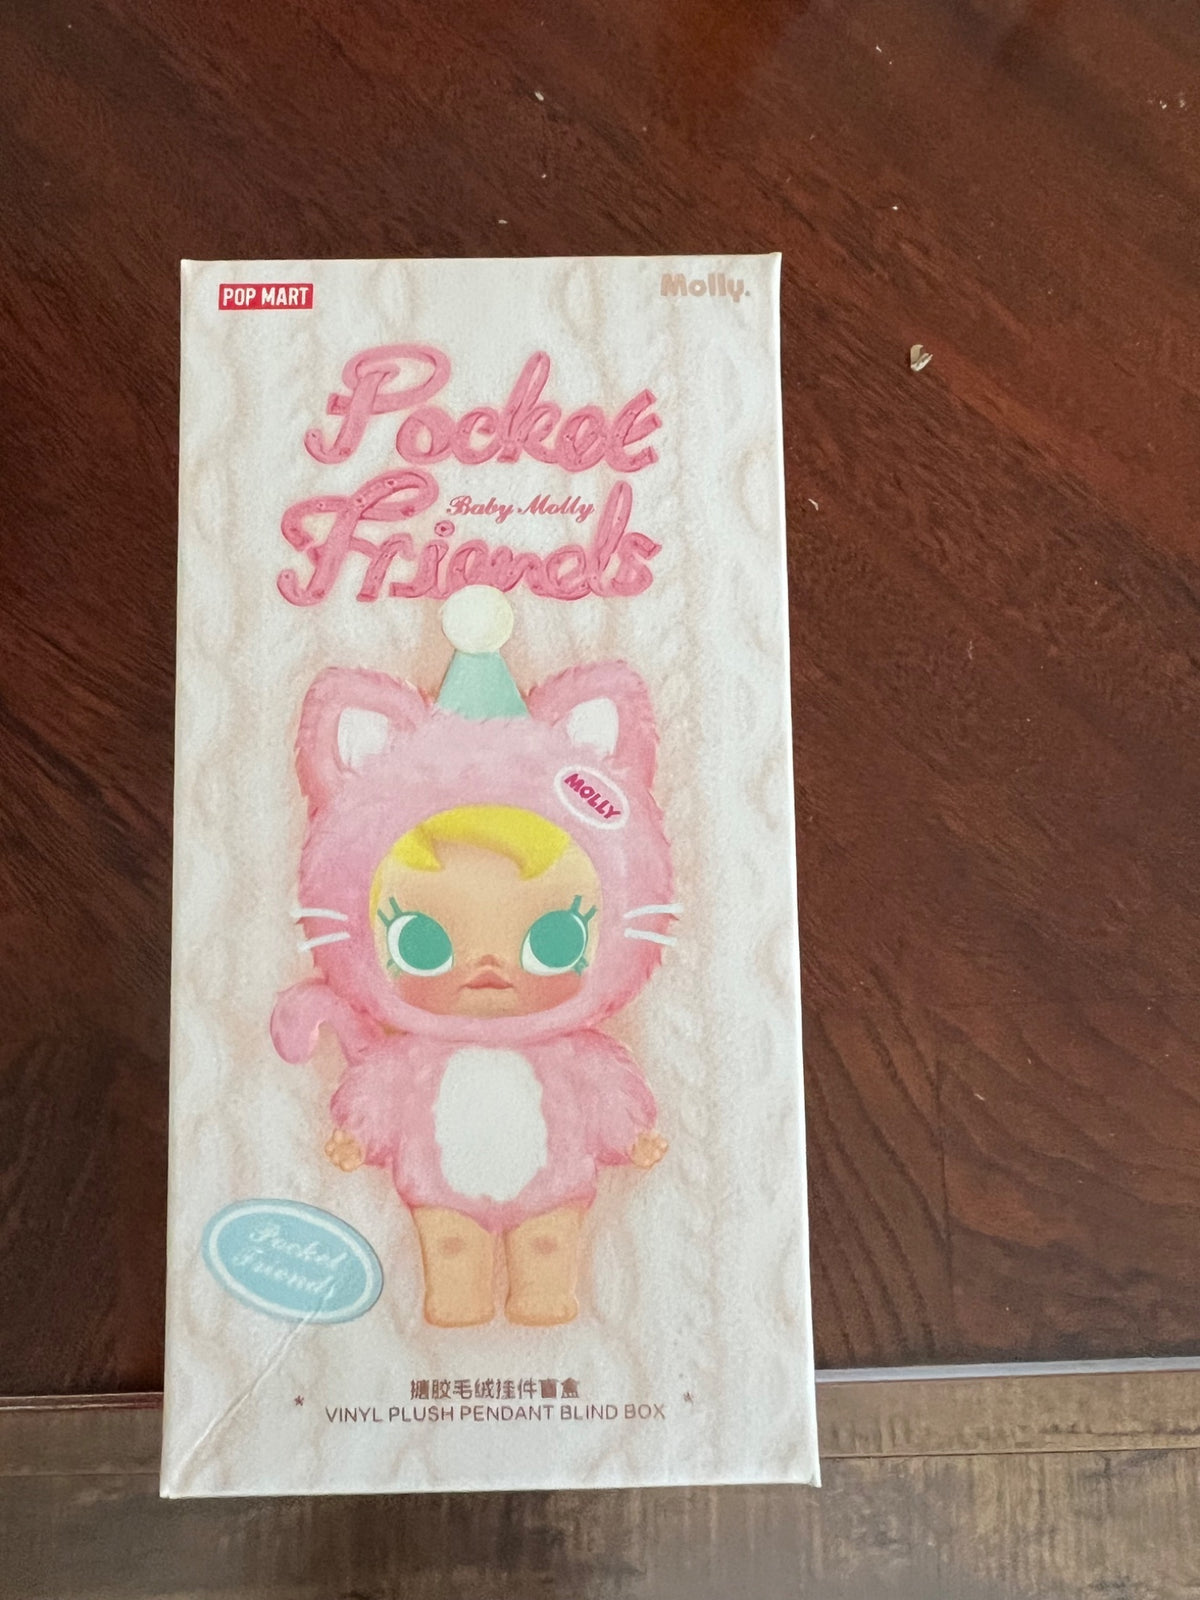 POP MART
Molly.
Pocket
Baby Molly
Friends
MOLLY
Pocket
Friends
搪胶毛绒挂件盲盒
VINYL PLUSH PENDANT BLIND BOX